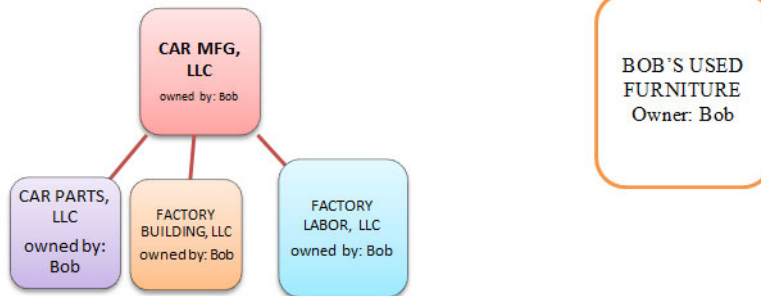 CAR MFG,
LLC
owned by: Bob
BOB'S USED
FURNITURE
Owner: Bob
CAR PARTS,
LLC
owned by:
Bob
FACTORY
BUILDING, LLC
owned by: Bob
FACTORY
LABOR, LLC
owned by: Bob